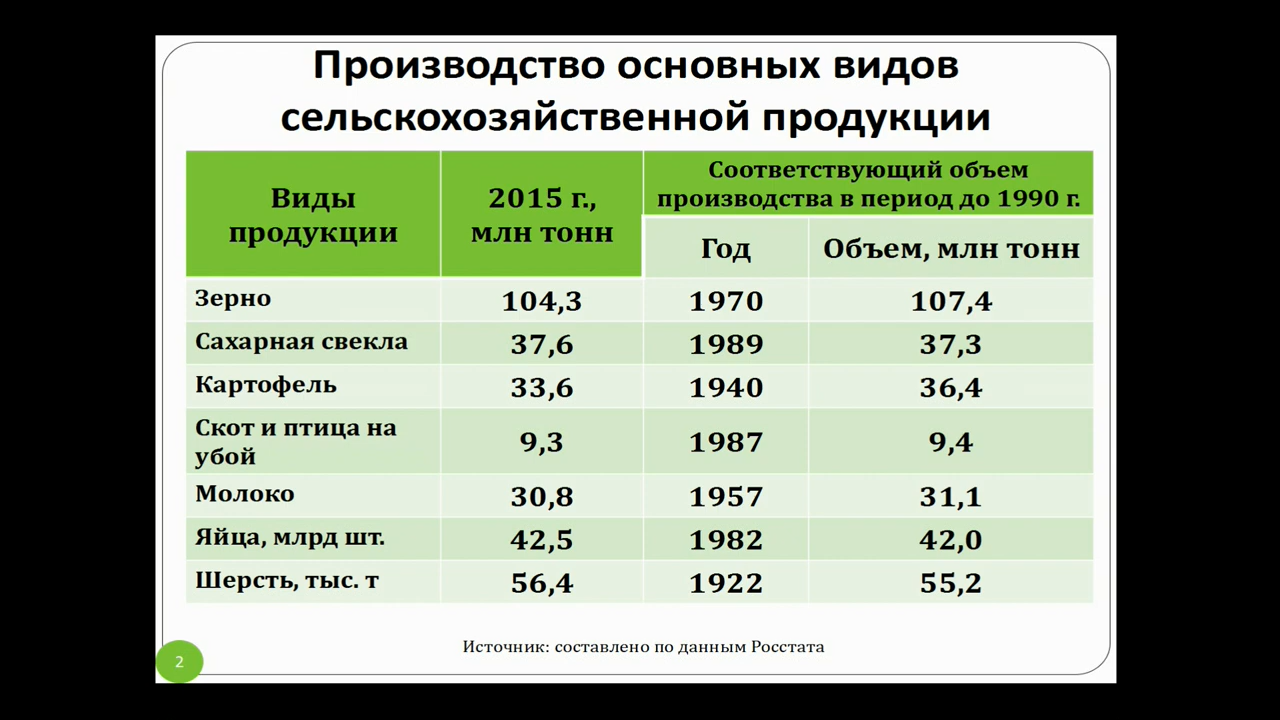 Производство основных видов
сельскохозяйственной продукции
Виды
продукции
2015 г.,
млн тонн
Соответствующий объем
производства в период до 1990 г.
Год
Объем, млн тонн
Зерно 104,3 1970 107,4
Сахарная свекла 37,6 1989 37,3
Картофель 33,6 1940 36,4
Скот и птица на
убой 9,3 1987 9,4
Молоко 30,8 1957 31,1
Яйца, млрд шт. 42,5 1982 42,0
Шерсть, тыс. т 56,4 1922 55,2
Источник: составлено по данным Росстата
2